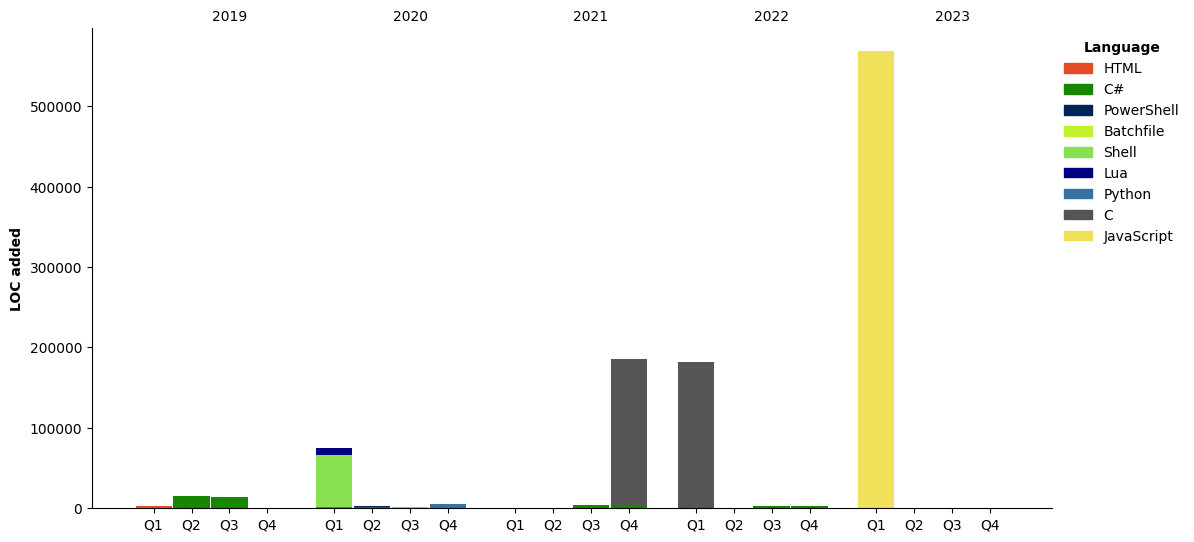 2019 2020 2021 2022 2023
Language
HTML
C#
PowerShell
Batchfile
Shell
Lua
Python
C
JavaScript
LOC added
500000
400000
300000
200000
100000
0
Q1 Q2 Q3 Q4 Q1 Q2 Q3 Q4 Q1 Q2 Q3 Q4 Q1 Q2 Q3 Q4 Q1 Q2 Q3 Q4